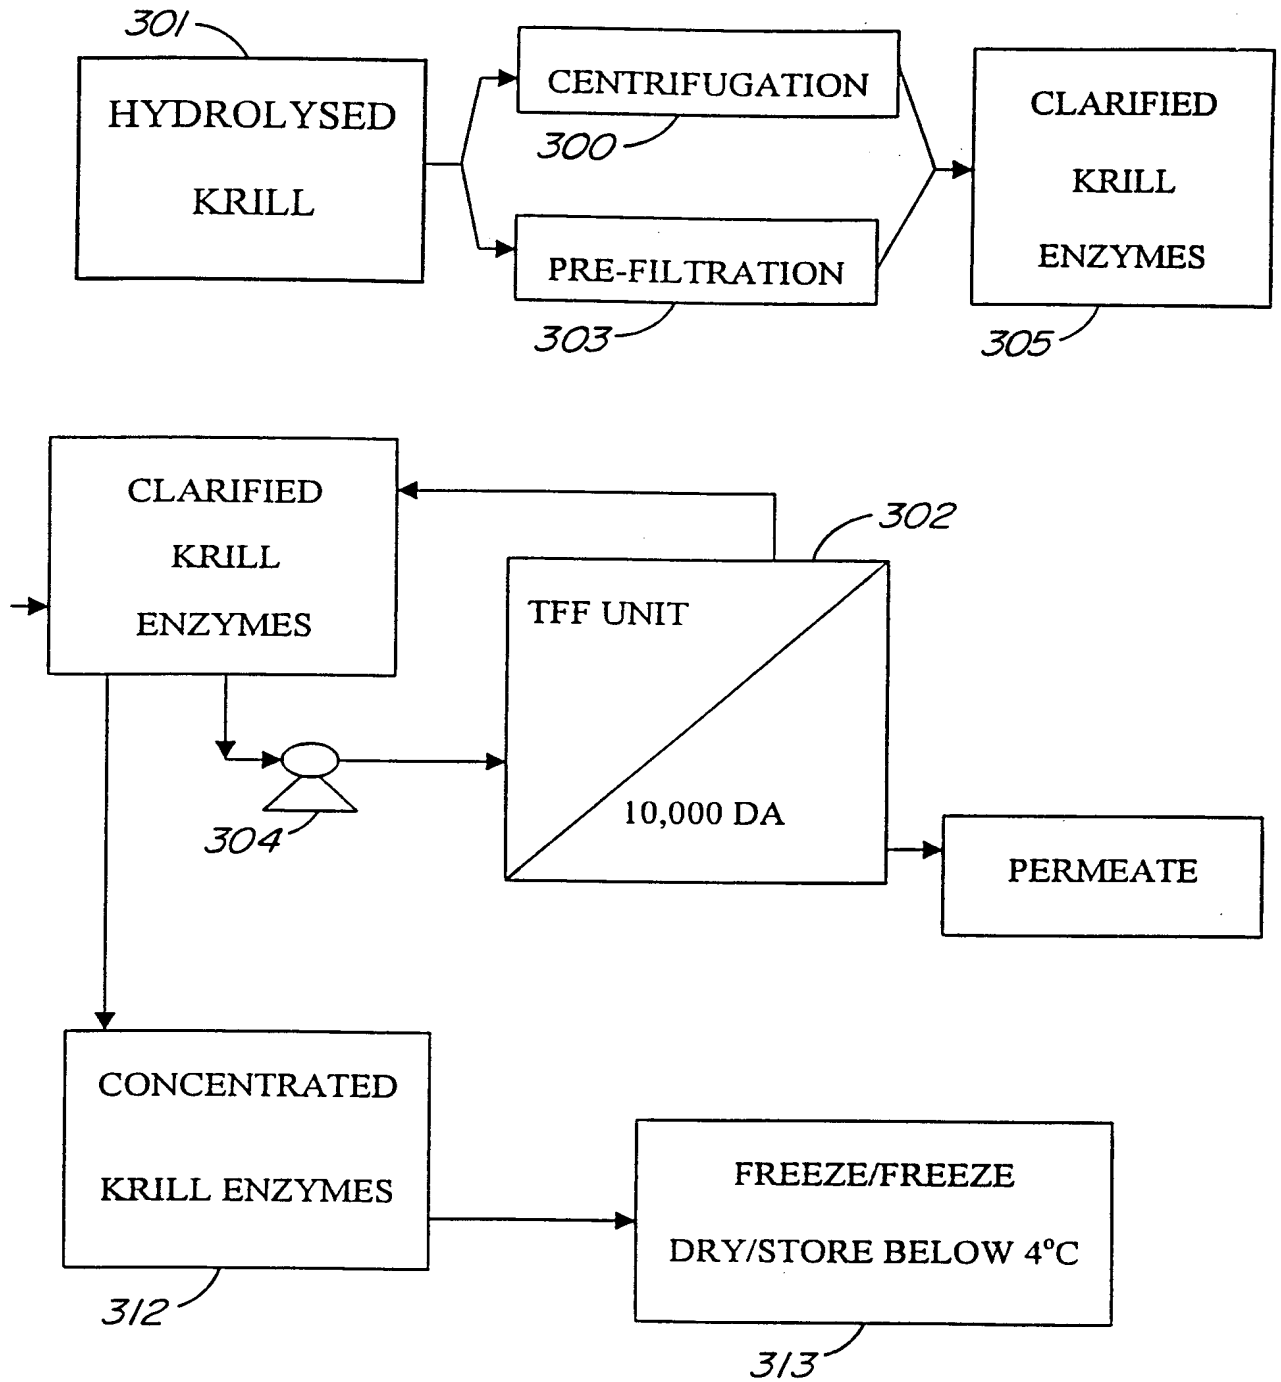 301
HYDROLYSED
KRILL
CENTRIFUGATION
300
PRE-FILTRATION
303
CLARIFIED
KRILL
ENZYMES
305
CLARIFIED
KRILL
ENZYMES
302
TFF UNIT
10,000 DA
304
PERMEATE
CONCENTRATED
KRILL ENZYMES
312
FREEZE/FREEZE
DRY/STORE BELOW 4°C
313